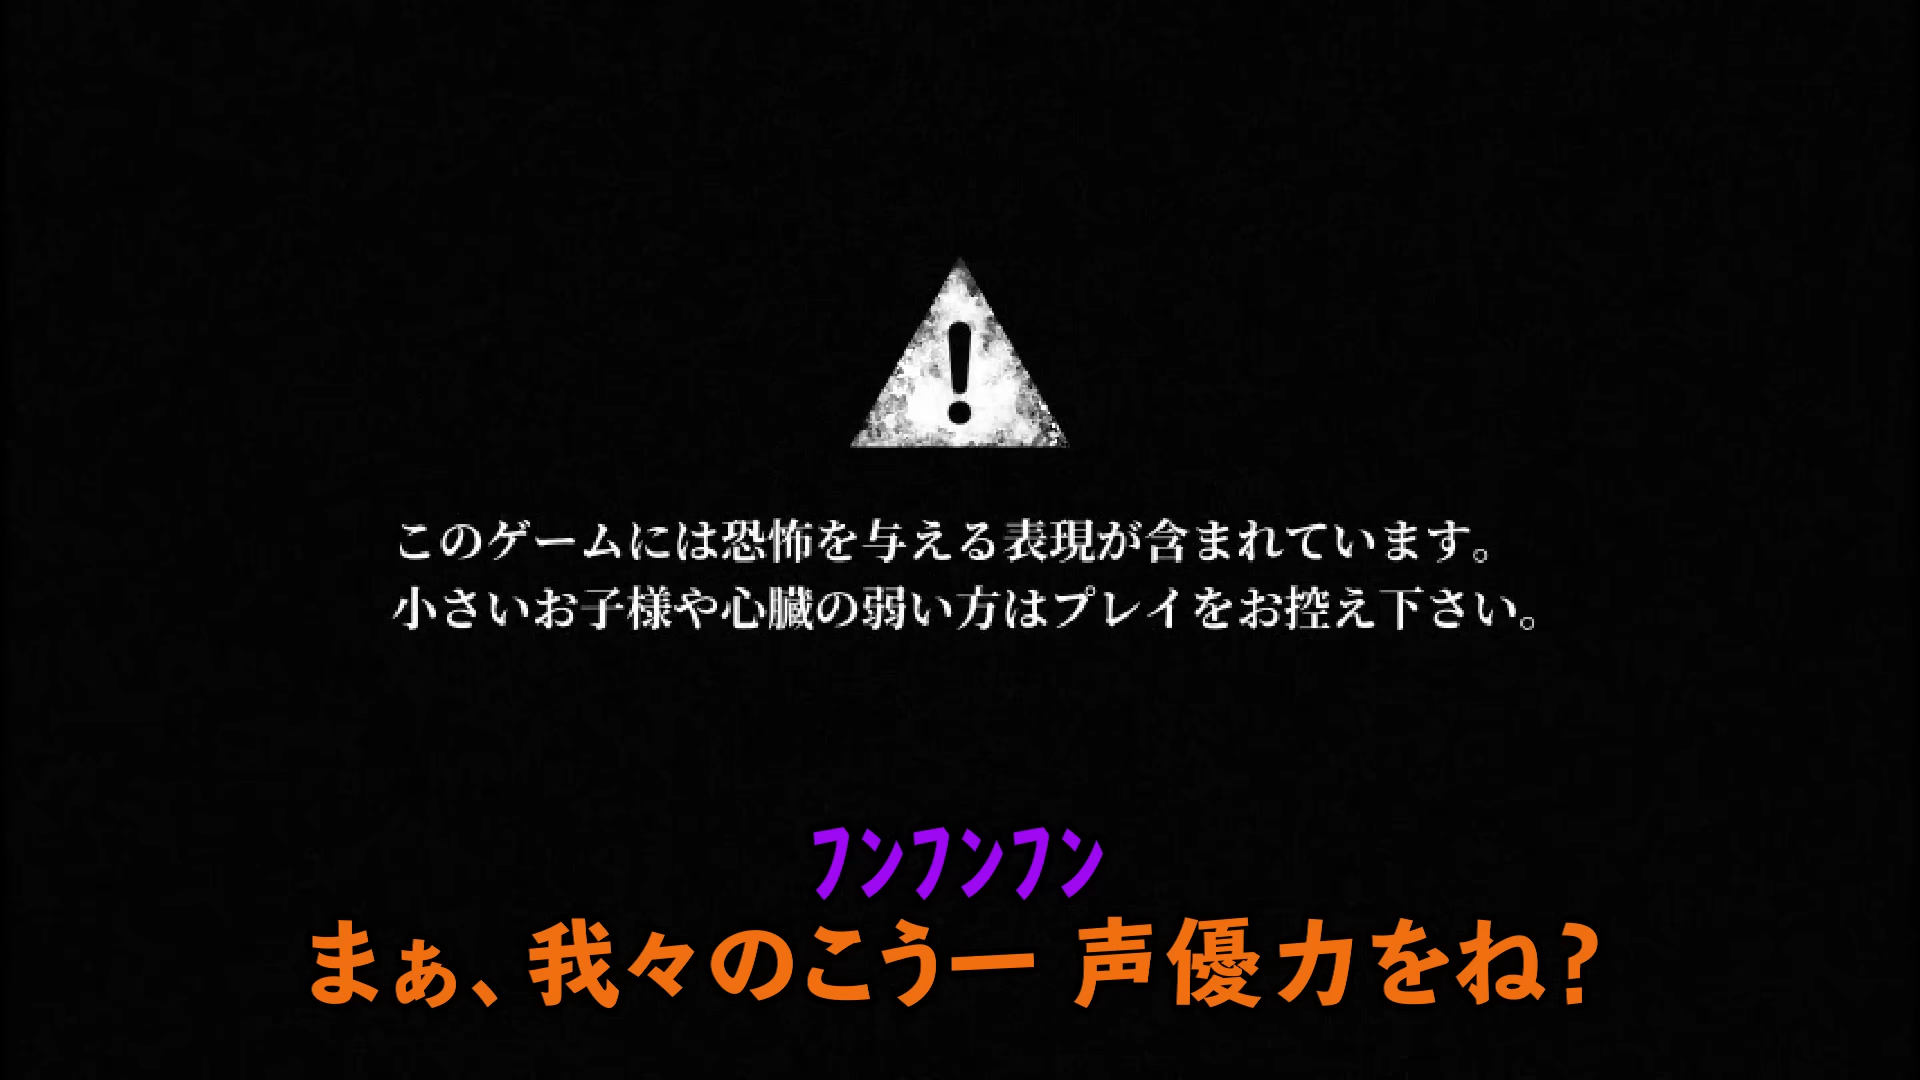 このゲームには恐怖を与える表現が含まれています。
小さいお子様や心臓の弱い方はプレイをお控え下さい。
フンフンフン
まぁ、我々のこうー 声優力をね?